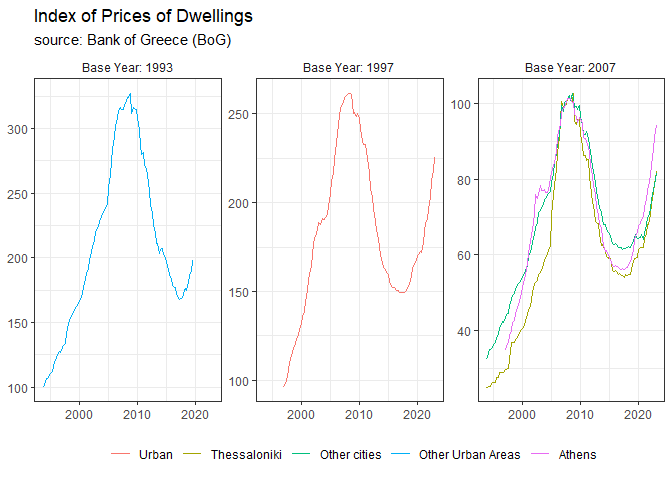 Index of Prices of Dwellings
source: Bank of Greece (BoG)
Base Year: 1993
Base Year: 1997
Base Year: 2007
350
300
250
200
150
100
250
200
150
100
100
80
60
40
2000 2010 2020
2000 2010 2020
2000 2010 2020
Urban Thessaloniki Other cities Other Urban Areas Athens